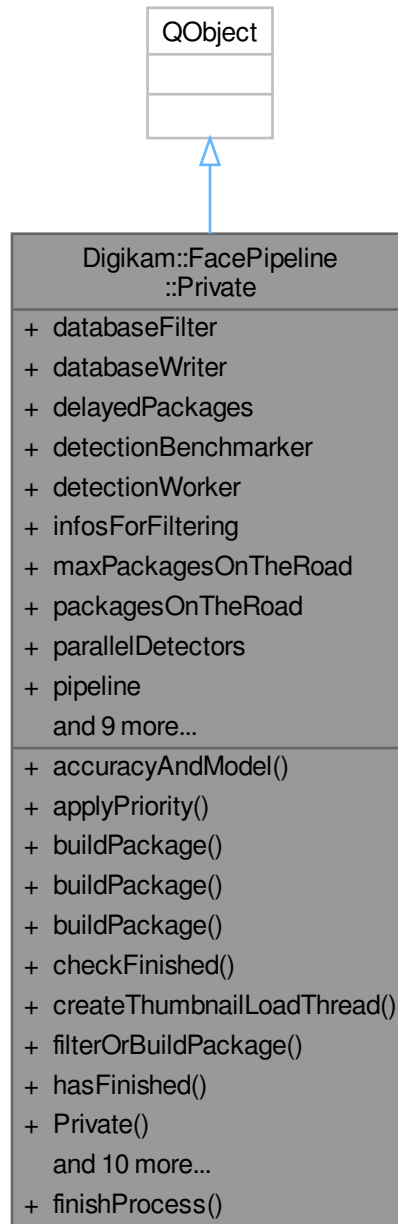 QObject
Digikam::FacePipeline
::Private
+ databaseFilter
+ databaseWriter
+ delayedPackages
+ detectionBenchmarker
+ detectionWorker
+ infosForFiltering
+ maxPackagesOnTheRoad
+ packagesOnTheRoad
+ parallelDetectors
+ pipeline
and 9 more...
+ accuracyAndModel()
+ applyPriority()
+ buildPackage()
+ buildPackage()
+ buildPackage()
+ checkFinished()
+ createThumbnailLoadThread()
+ filterOrBuildPackage()
+ hasFinished()
+ Private()
and 10 more...
+ finishProcess()